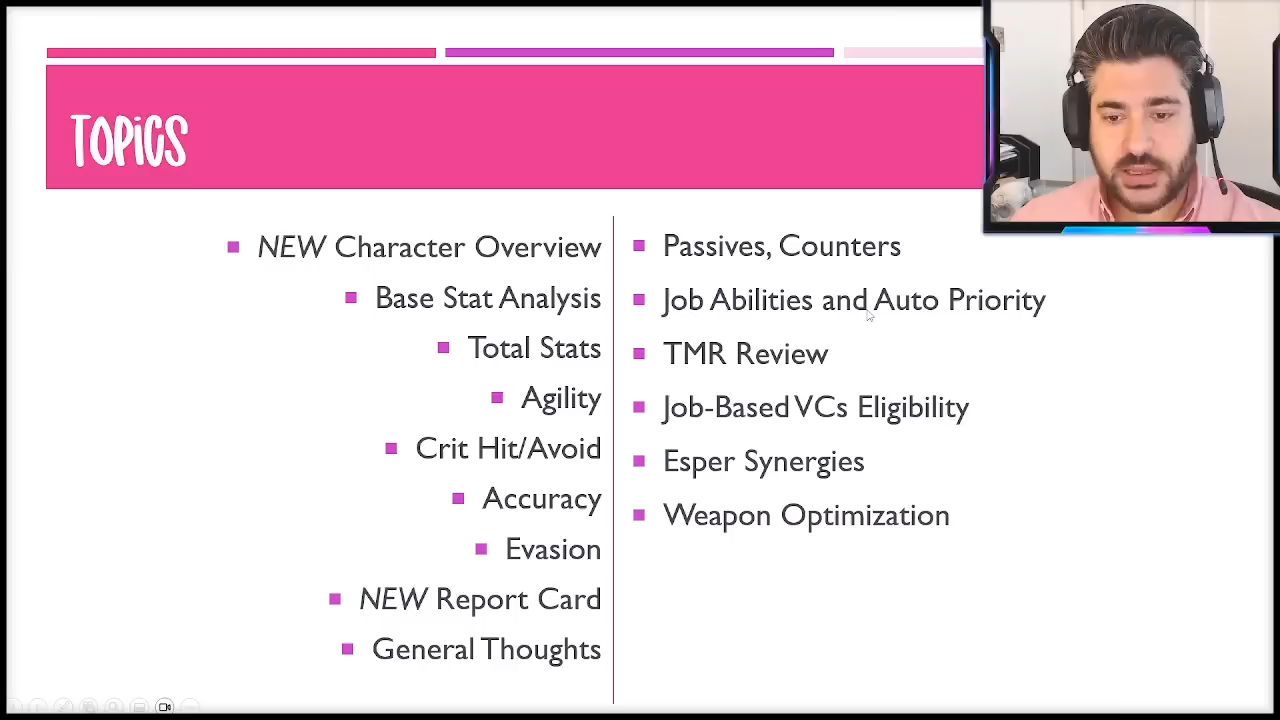 TOPICS
NEW Character Overview
Base Stat Analysis
Total Stats
Agility
Crit Hit/Avoid
Accuracy
Evasion
NEW Report Card
General Thoughts
Passives, Counters
Job Abilities and Auto Priority
TMR Review
Job-Based VCs Eligibility
Esper Synergies
Weapon Optimization